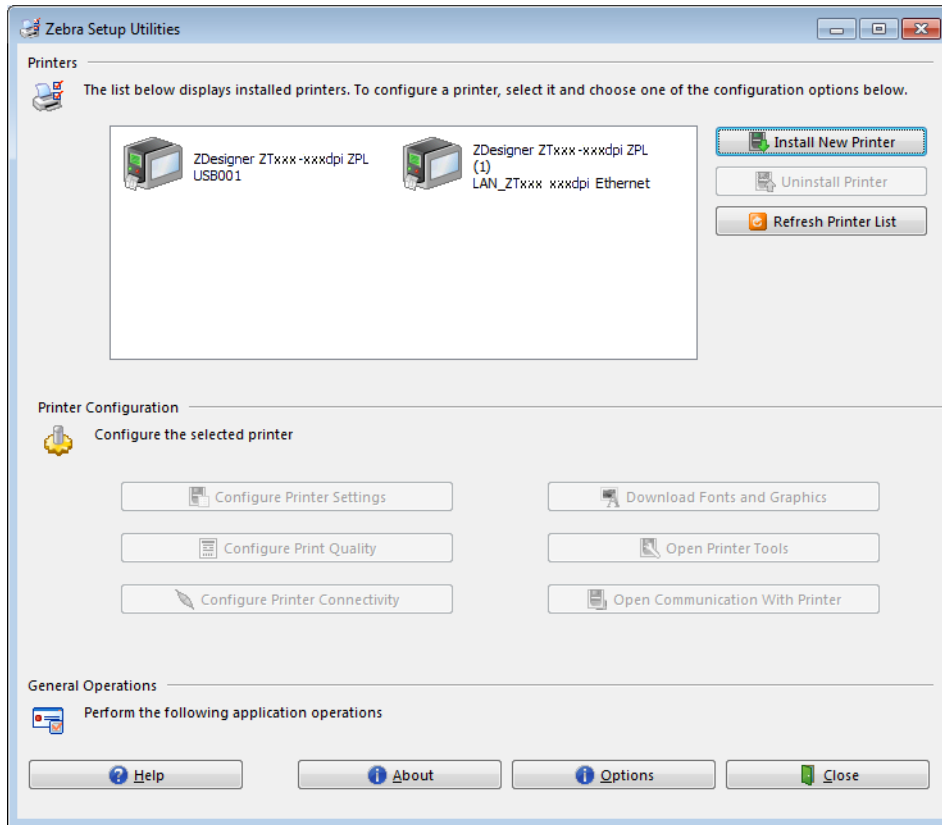 Zebra Setup Utilities
Printers
The list below displays installed printers. To configure a printer, select it and choose one of the configuration options below.
ZDesigner ZTxxx-xxxdpi ZPL
USB001
ZDesigner ZTxxx-xxxdpi ZPL
(1)
LAN_ZTxxx xxxdpi Ethernet
Install New Printer
Uninstall Printer
Refresh Printer List
Printer Configuration
Configure the selected printer
Configure Printer Settings
Download Fonts and Graphics
Configure Print Quality
Open Printer Tools
Configure Printer Connectivity
Open Communication With Printer
General Operations
Perform the following application operations
Help
About
Options
Close